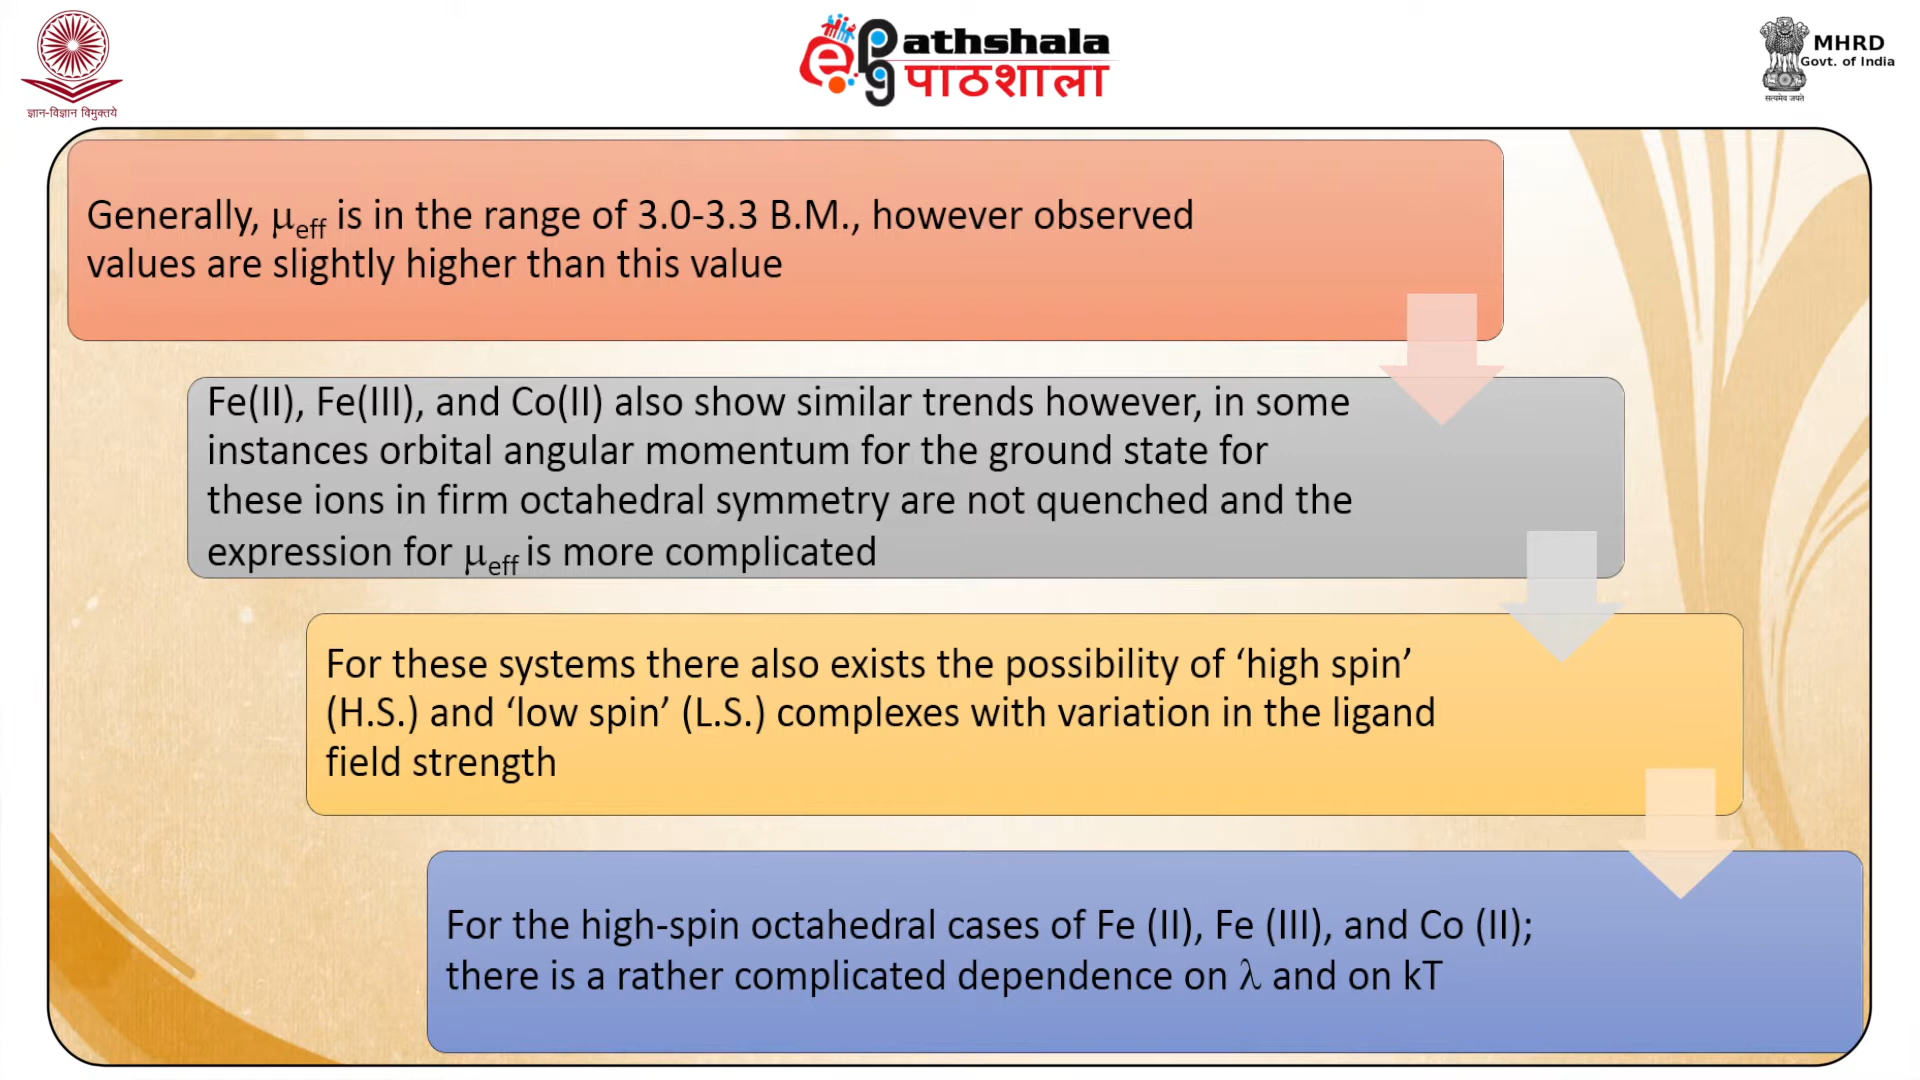 ज्ञान-विज्ञान विमुक्तये
ePg Pathshala
पाठशाला
सत्यमेव जयते
MHRD
Govt. of India
Generally, μeff is in the range of 3.0-3.3 B.M., however observed
values are slightly higher than this value
Fe(II), Fe(III), and Co(II) also show similar trends however, in some
instances orbital angular momentum for the ground state for
these ions in firm octahedral symmetry are not quenched and the
expression for μeff is more complicated
For these systems there also exists the possibility of ‘high spin’
(H.S.) and ‘low spin’ (L.S.) complexes with variation in the ligand
field strength
For the high-spin octahedral cases of Fe (II), Fe (III), and Co (II);
there is a rather complicated dependence on λ and on kT